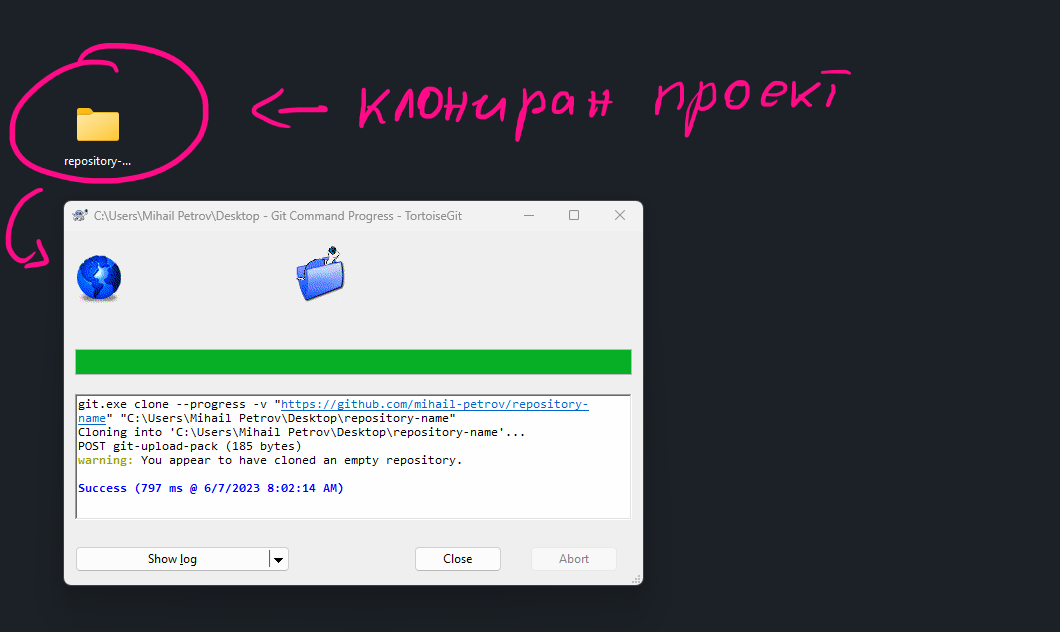 ← клониран проект
repository-...
C:\Users\Mihail Petrov\Desktop - Git Command Progress - TortoiseGit
git.exe clone --progress -v "https://github.com/mihail-petrov/repository-
name" "C:\Users\Mihail Petrov\Desktop\repository-name"
Cloning into 'C:\Users\Mihail Petrov\Desktop\repository-name'...
POST git-upload-pack (185 bytes)
warning: You appear to have cloned an empty repository.
Success (797 ms @ 6/7/2023 8:02:14 AM)
Show log
Close
Abort